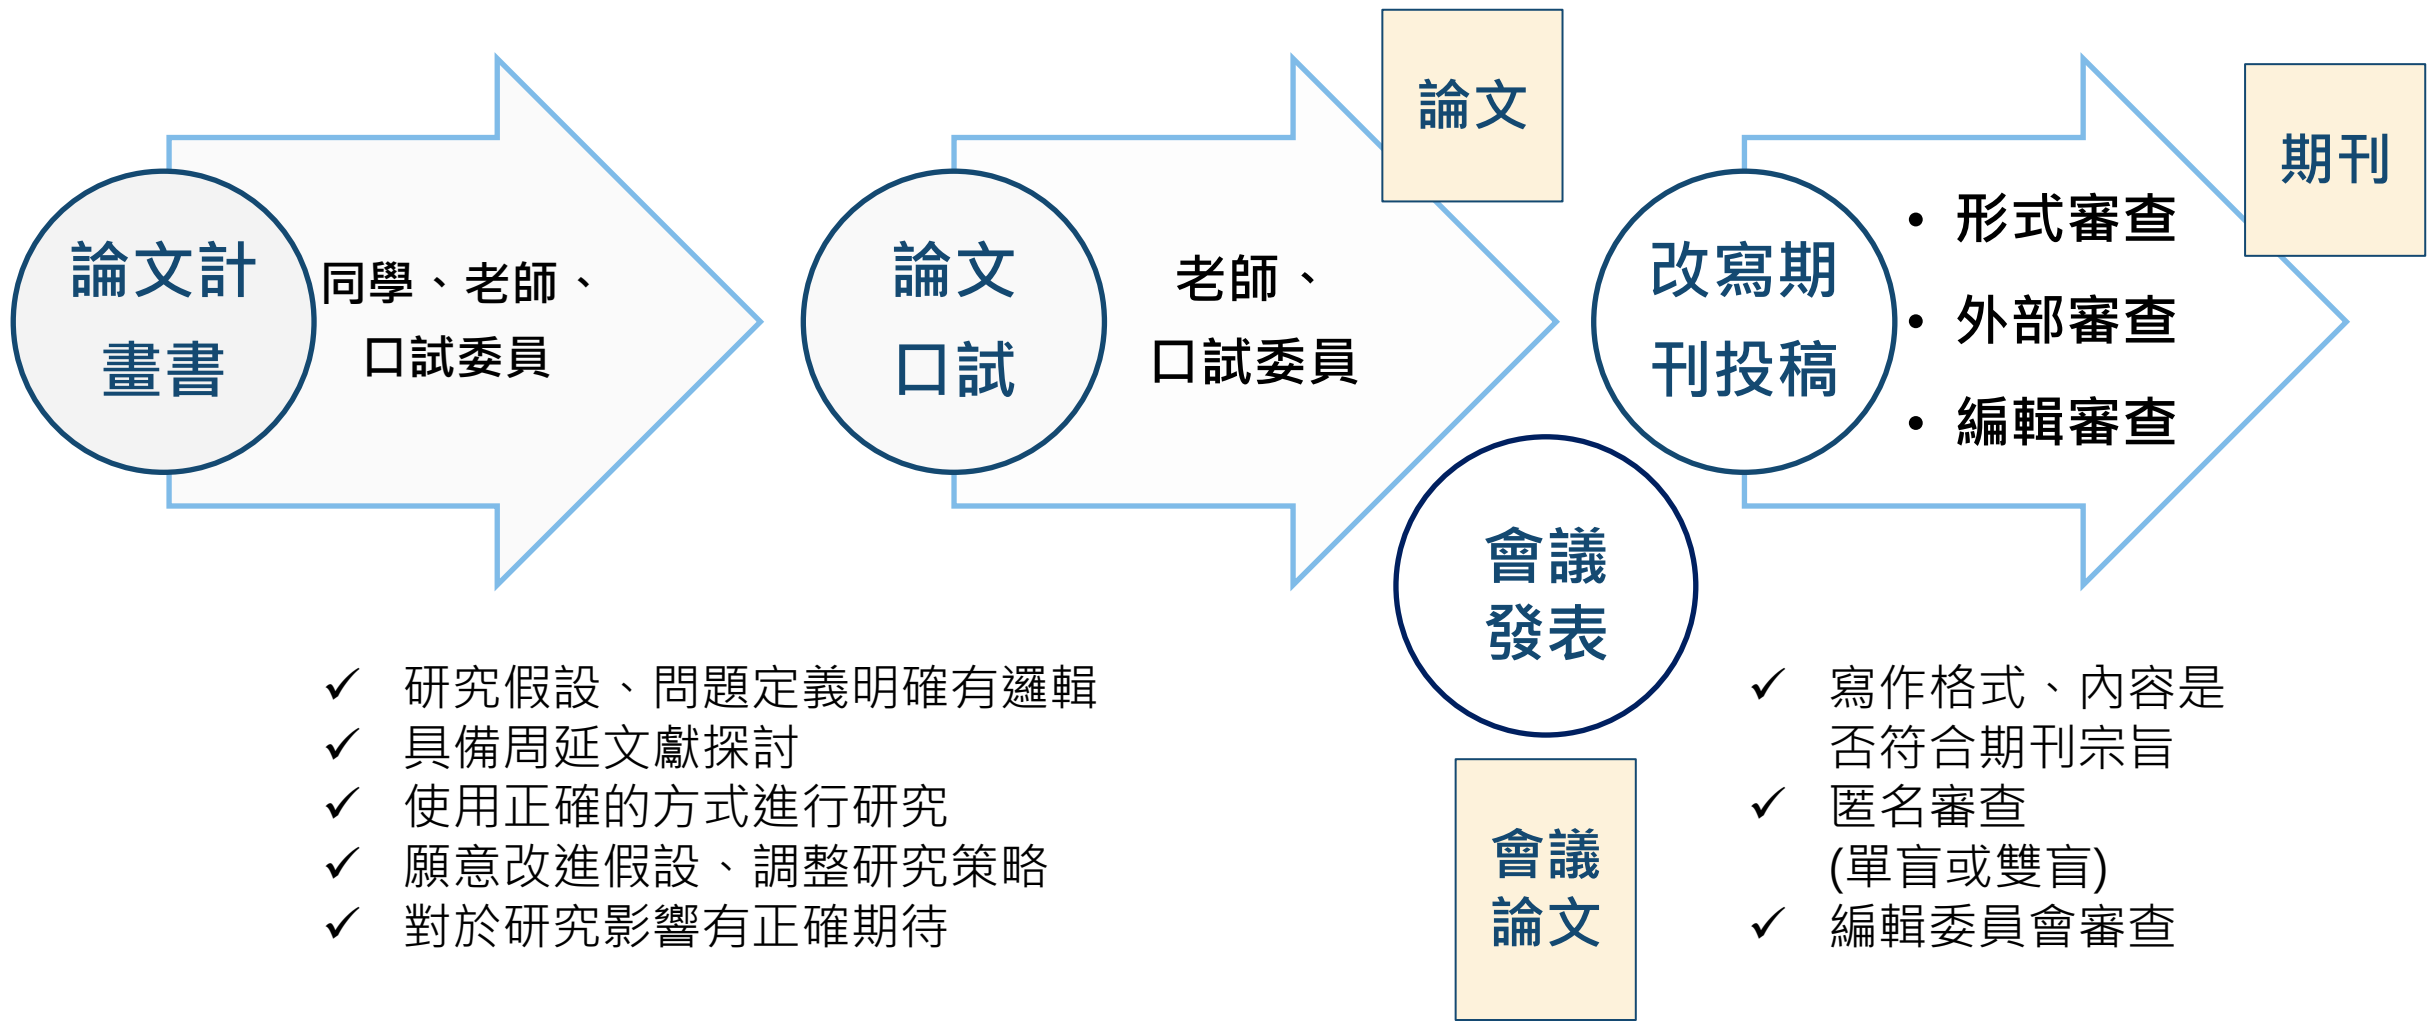 論文計
畫書
同學、老師、
口試委員
論文
口試
老師、
口試委員
論文
改寫期
刊投稿
• 形式審查
• 外部審查
• 編輯審查
期刊
會議
發表
會議
論文
✓ 研究假設、問題定義明確有邏輯
✓ 具備周延文獻探討
✓ 使用正確的方式進行研究
✓ 願意改進假設、調整研究策略
✓ 對於研究影響有正確期待
✓ 寫作格式、內容是
否符合期刊宗旨
✓ 匿名審查
(單盲或雙盲)
✓ 編輯委員會審查